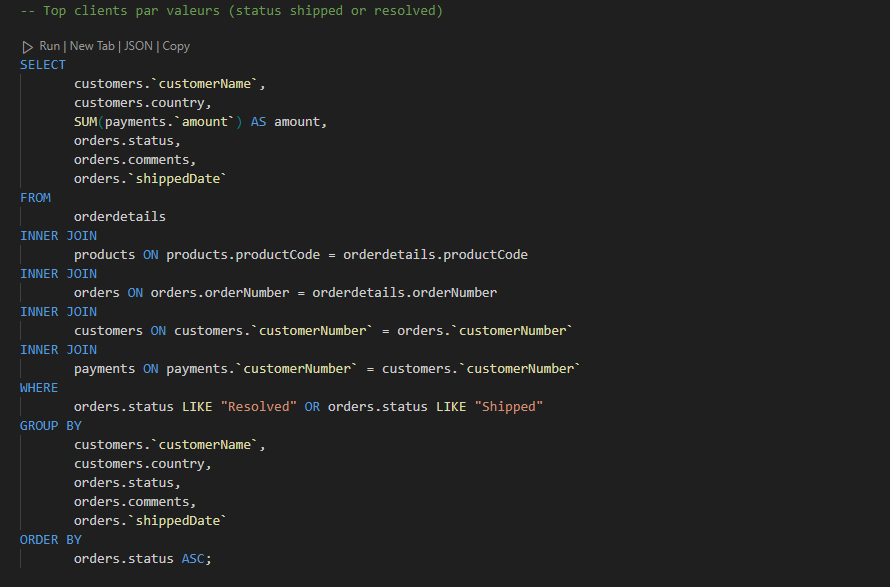 -- Top clients par valeurs (status shipped or resolved)
Run | New Tab | JSON | Copy
SELECT
customers.`customerName`,
customers.country,
SUM(payments.`amount`) AS amount,
orders.status,
orders.comments,
orders.`shippedDate`
FROM
orderdetails
INNER JOIN
products ON products.productCode = orderdetails.productCode
INNER JOIN
orders ON orders.orderNumber = orderdetails.orderNumber
INNER JOIN
customers ON customers.`customerNumber` = orders.`customerNumber`
INNER JOIN
payments ON payments.`customerNumber` = customers.`customerNumber`
WHERE
orders.status LIKE "Resolved" OR orders.status LIKE "Shipped"
GROUP BY
customers.`customerName`,
customers.country,
orders.status,
orders.comments,
orders.`shippedDate`
ORDER BY
orders.status ASC;